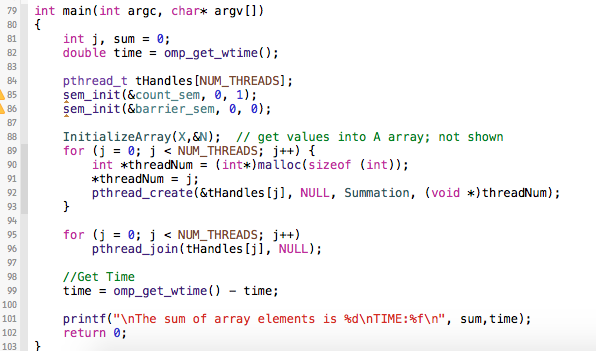 79 int main(int argc, char* argv[])
80 {
81     int j, sum = 0;
82     double time = omp_get_wtime();
83
84     pthread_t tHandles[NUM_THREADS];
85     sem_init(&count_sem, 0, 1);
86     sem_init(&barrier_sem, 0, 0);
87
88     InitializeArray(X,&N);  // get values into A array; not shown
89     for (j = 0; j < NUM_THREADS; j++) {
90         int *threadNum = (int*)malloc(sizeof (int));
91         *threadNum = j;
92         pthread_create(&tHandles[j], NULL, Summation, (void *)threadNum);
93     }
94
95     for (j = 0; j < NUM_THREADS; j++)
96         pthread_join(tHandles[j], NULL);
97
98     //Get Time
99     time = omp_get_wtime() - time;
100
101     printf("\nThe sum of array elements is %d\nTIME:%f\n", sum,time);
102     return 0;
103 }